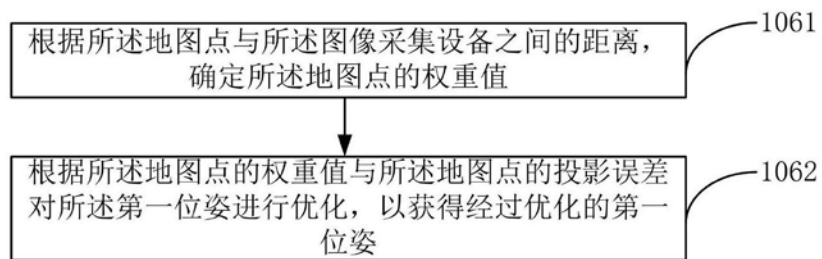 根据所述地图点与所述图像采集设备之间的距离，
确定所述地图点的权重值
1061
根据所述地图点的权重值与所述地图点的投影误差
对所述第一位姿进行优化，以获得经过优化的第一
位姿
1062